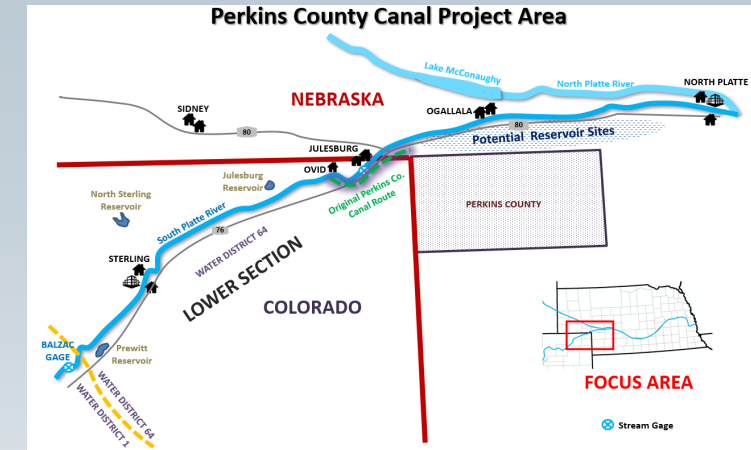 Perkins County Canal Project Area
Lake McConaughy
North Platte River
NORTH PLATTE
NEBRASKA
SIDNEY
OGALLALA
80
80
Potential Reservoir Sites
JULESBURG
OVID
Julesburg
Reservoir
Original Perkins Co.
Canal Route
North Sterling
Reservoir
PERKINS COUNTY
South Platte River
76
WATER DISTRICT 64
STERLING
LOWER SECTION
COLORADO
BALZAC
GAGE
Prewitt
Reservoir
WATER DISTRICT 64
WATER DISTRICT 1
FOCUS AREA
Stream Gage